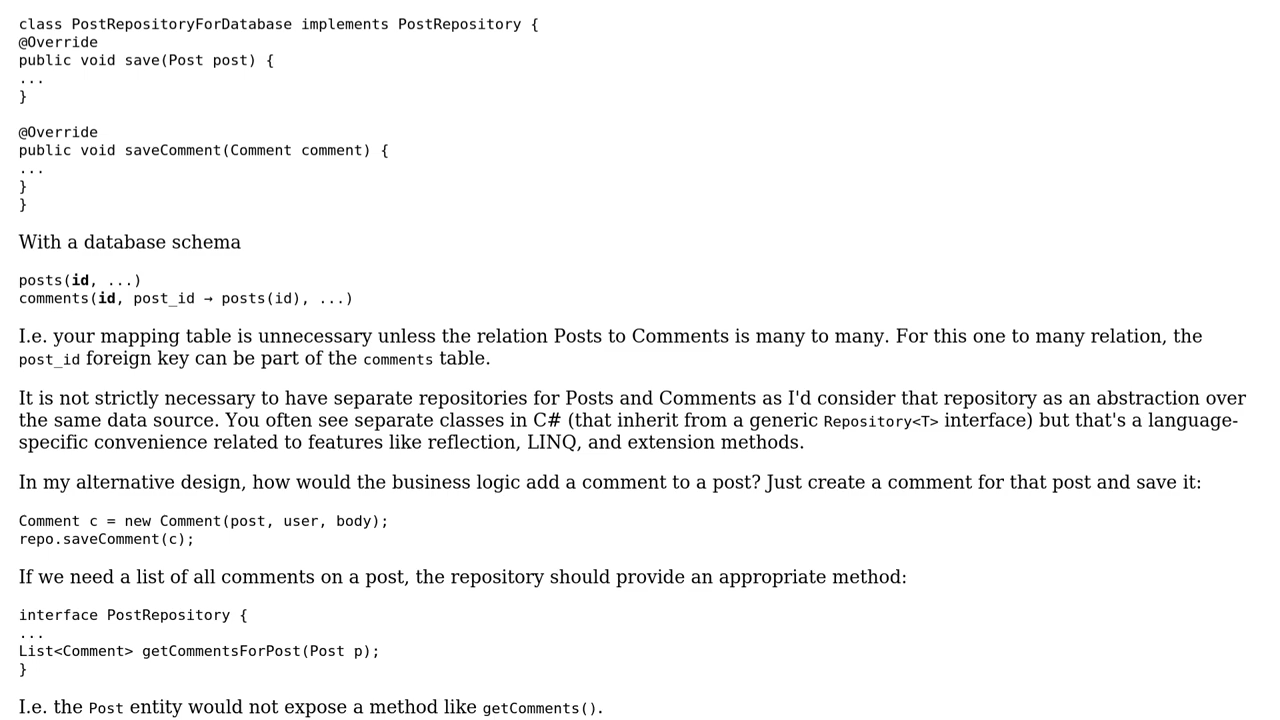 class PostRepositoryForDatabase implements PostRepository {
@Override
public void save(Post post) {
...
}
@Override
public void saveComment(Comment comment) {
...
}
}
With a database schema
posts(id, ...)
comments(id, post_id → posts(id), ...)
I.e. your mapping table is unnecessary unless the relation Posts to Comments is many to many. For this one to many relation, the
post_id foreign key can be part of the comments table.
It is not strictly necessary to have separate repositories for Posts and Comments as I'd consider that repository as an abstraction over
the same data source. You often see separate classes in C# (that inherit from a generic Repository<T> interface) but that's a language-
specific convenience related to features like reflection, LINQ, and extension methods.
In my alternative design, how would the business logic add a comment to a post? Just create a comment for that post and save it:
Comment c = new Comment(post, user, body);
repo.saveComment(c);
If we need a list of all comments on a post, the repository should provide an appropriate method:
interface PostRepository {
...
List<Comment> getCommentsForPost(Post p);
}
I.e. the Post entity would not expose a method like getComments().